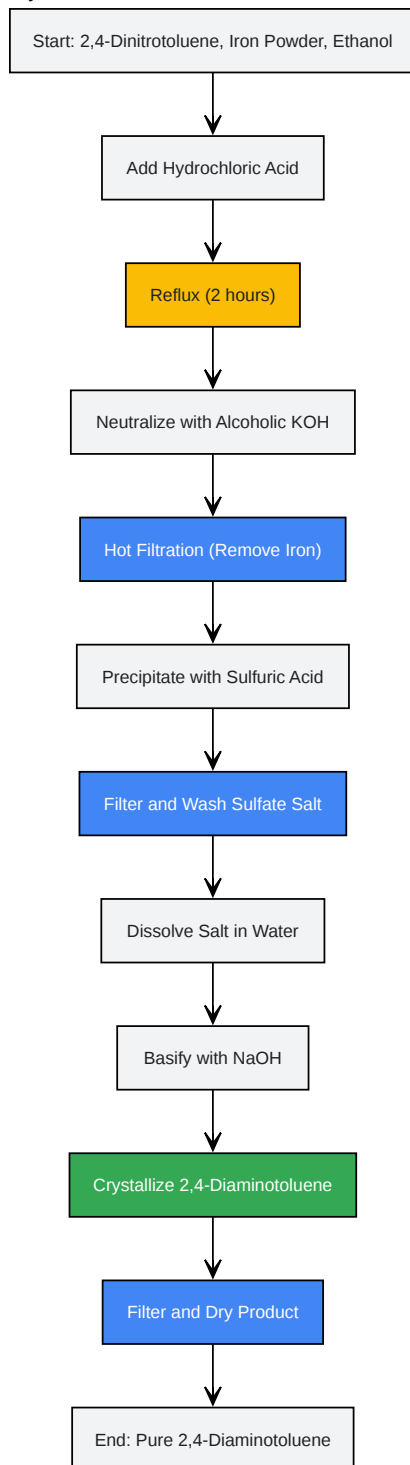 Start: 2,4-Dinitrotoluene, Iron Powder, Ethanol
Add Hydrochloric Acid
Reflux (2 hours)
Neutralize with Alcoholic KOH
Hot Filtration (Remove Iron)
Precipitate with Sulfuric Acid
Filter and Wash Sulfate Salt
Dissolve Salt in Water
Basify with NaOH
Crystallize 2,4-Diaminotoluene
Filter and Dry Product
End: Pure 2,4-Diaminotoluene